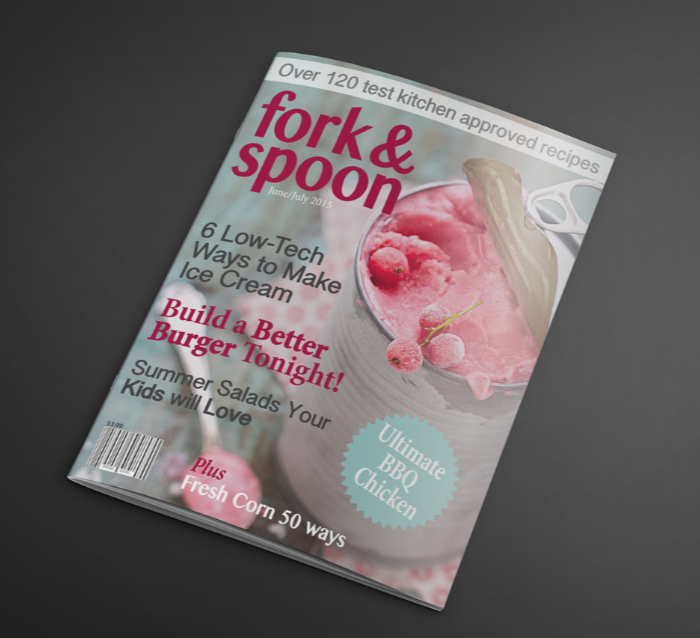 Over 120 test kitchen approved recipes
fork&
spoon
June/July 2015
6 Low-Tech
Ways to Make
Ice Cream
Build a Better
Burger Tonight!
Summer Salads Your
Kids will Love
$5.99
Ultimate
BBQ
Chicken
Plus
Fresh Corn 50 ways